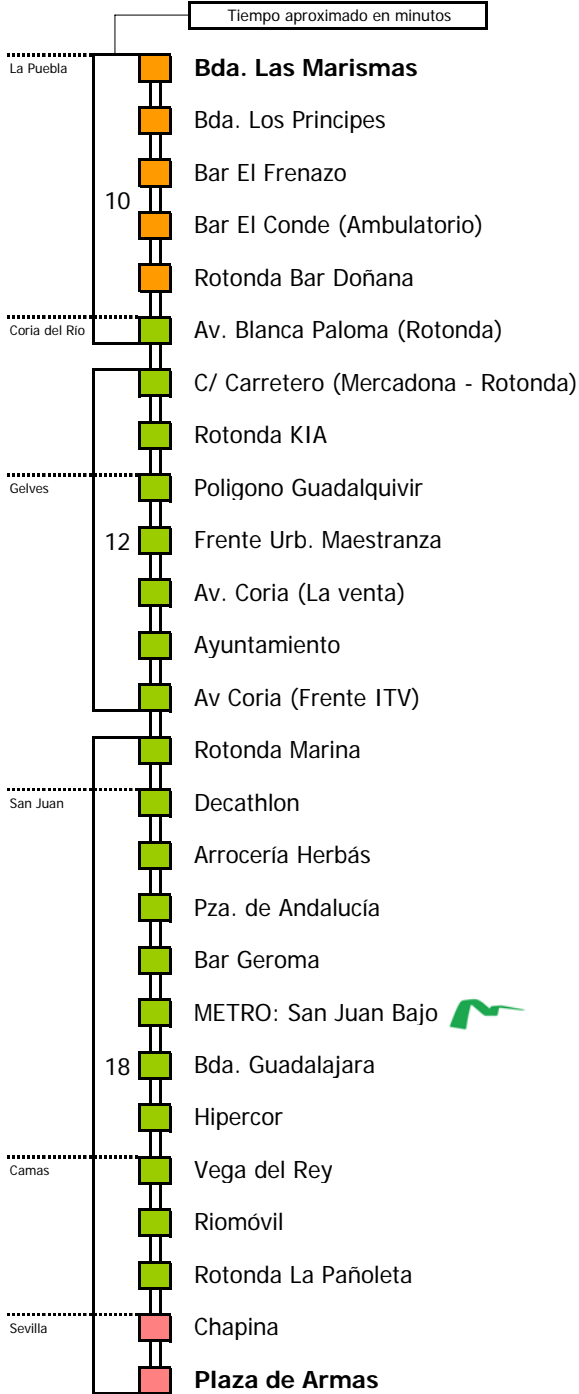 Tiempo aproximado en minutos
La Puebla
Bda. Las Marismas
Bda. Los Principes
Bar El Frenazo
10
Bar El Conde (Ambulatorio)
Rotonda Bar Doñana
Coria del Río
Av. Blanca Paloma (Rotonda)
C/ Carretero (Mercadona - Rotonda)
Rotonda KIA
Gelves
Poligono Guadalquivir
12
Frente Urb. Maestranza
Av. Coria (La venta)
Ayuntamiento
Av Coria (Frente ITV)
Rotonda Marina
San Juan
Decathlon
Arrocería Herbás
Pza. de Andalucía
Bar Geroma
METRO: San Juan Bajo
18
Bda. Guadalajara
Hipercor
Camas
Vega del Rey
Riomóvil
Rotonda La Pañoleta
Sevilla
Chapina
Plaza de Armas